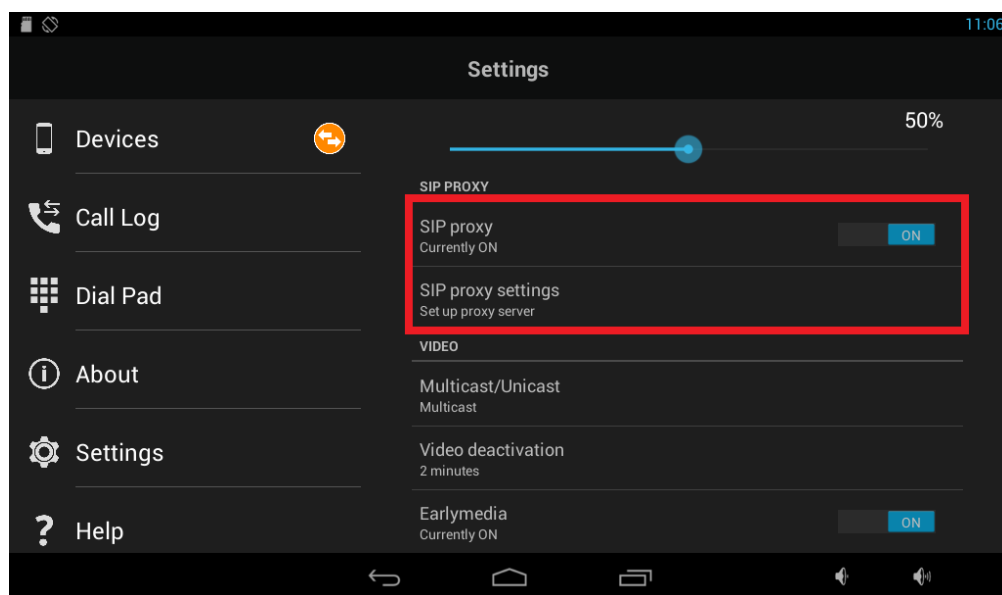 11:06
Settings
Devices
Call Log
Dial Pad
About
Settings
Help
50%
SIP PROXY
SIP proxy
Currently ON
ON
SIP proxy settings
Set up proxy server
VIDEO
Multicast/Unicast
Multicast
Video deactivation
2 minutes
Earlymedia
Currently ON
ON